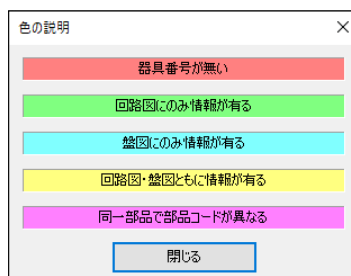 色の説明
器具番号が無い
回路図にのみ情報が有る
盤図にのみ情報が有る
回路図・盤図ともに情報が有る
同一部品で部品コードが異なる
閉じる